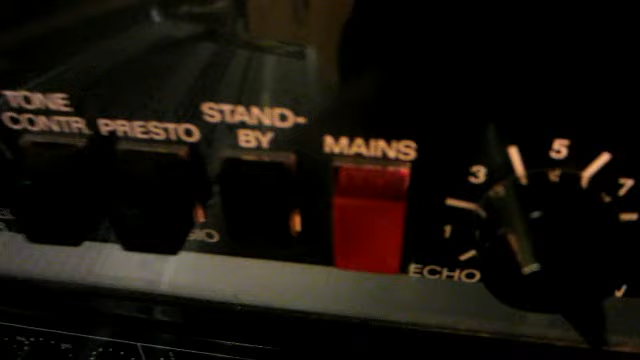 TONE
CONTR.
PRESTO
STAND-
BY
MAINS
3
5
7
1
ECHO